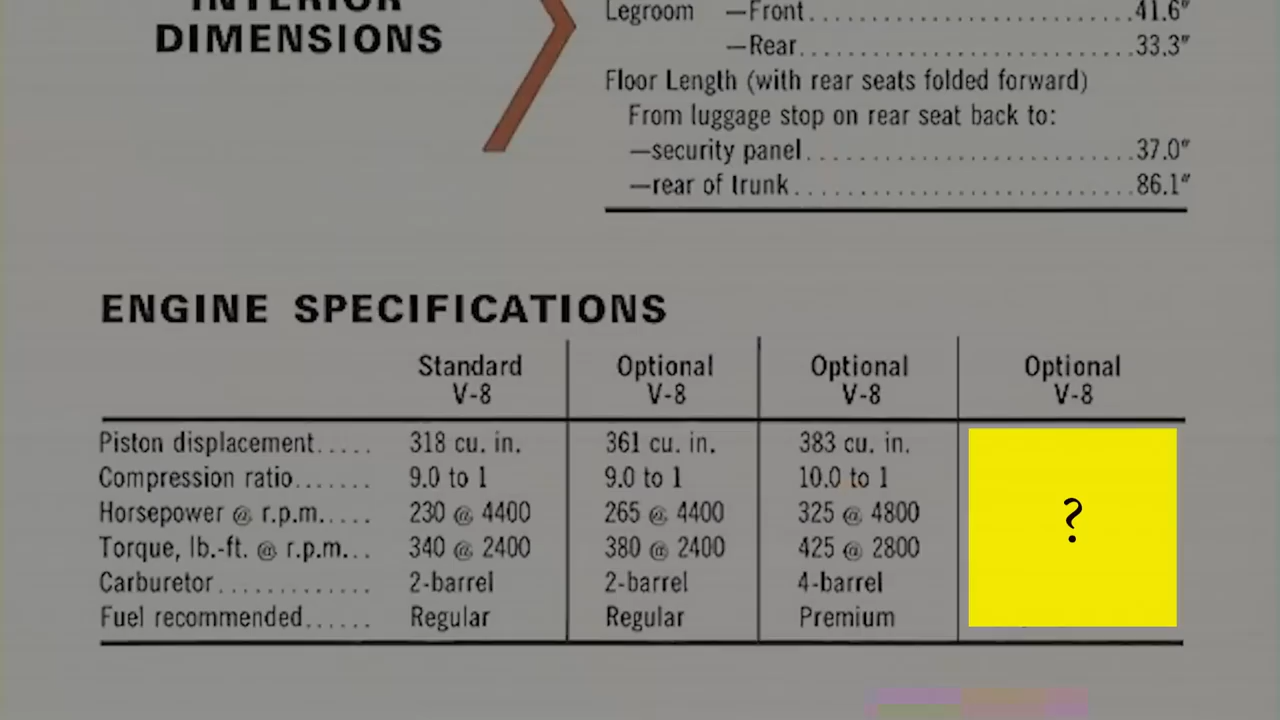 INTERIOR
DIMENSIONS
Legroom —Front 41.6"
—Rear 33.3"
Floor Length (with rear seats folded forward)
From luggage stop on rear seat back to:
—security panel 37.0"
—rear of trunk 86.1"
ENGINE SPECIFICATIONS
Standard V-8 Optional V-8 Optional V-8 Optional V-8
Piston displacement..... 318 cu. in. 361 cu. in. 383 cu. in.
Compression ratio....... 9.0 to 1 9.0 to 1 10.0 to 1
Horsepower @ r.p.m..... 230 @ 4400 265 @ 4400 325 @ 4800
Torque, lb.-ft. @ r.p.m... 340 @ 2400 380 @ 2400 425 @ 2800
Carburetor............. 2-barrel 2-barrel 4-barrel
Fuel recommended...... Regular Regular Premium
?